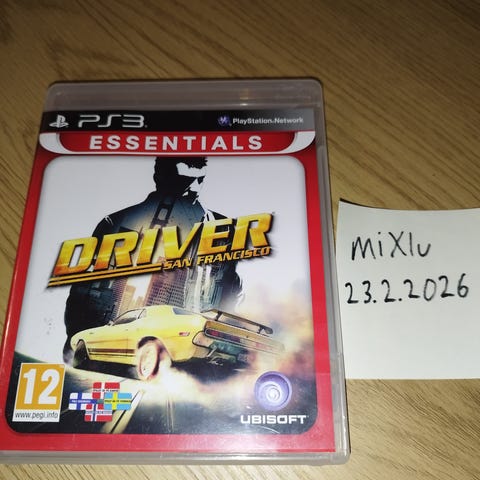 PS3
PlayStation®Network
ESSENTIALS
DRIVER
SAN FRANCISCO
miXlu
23.2.2026
12
www.pegi.info
UBISOFT